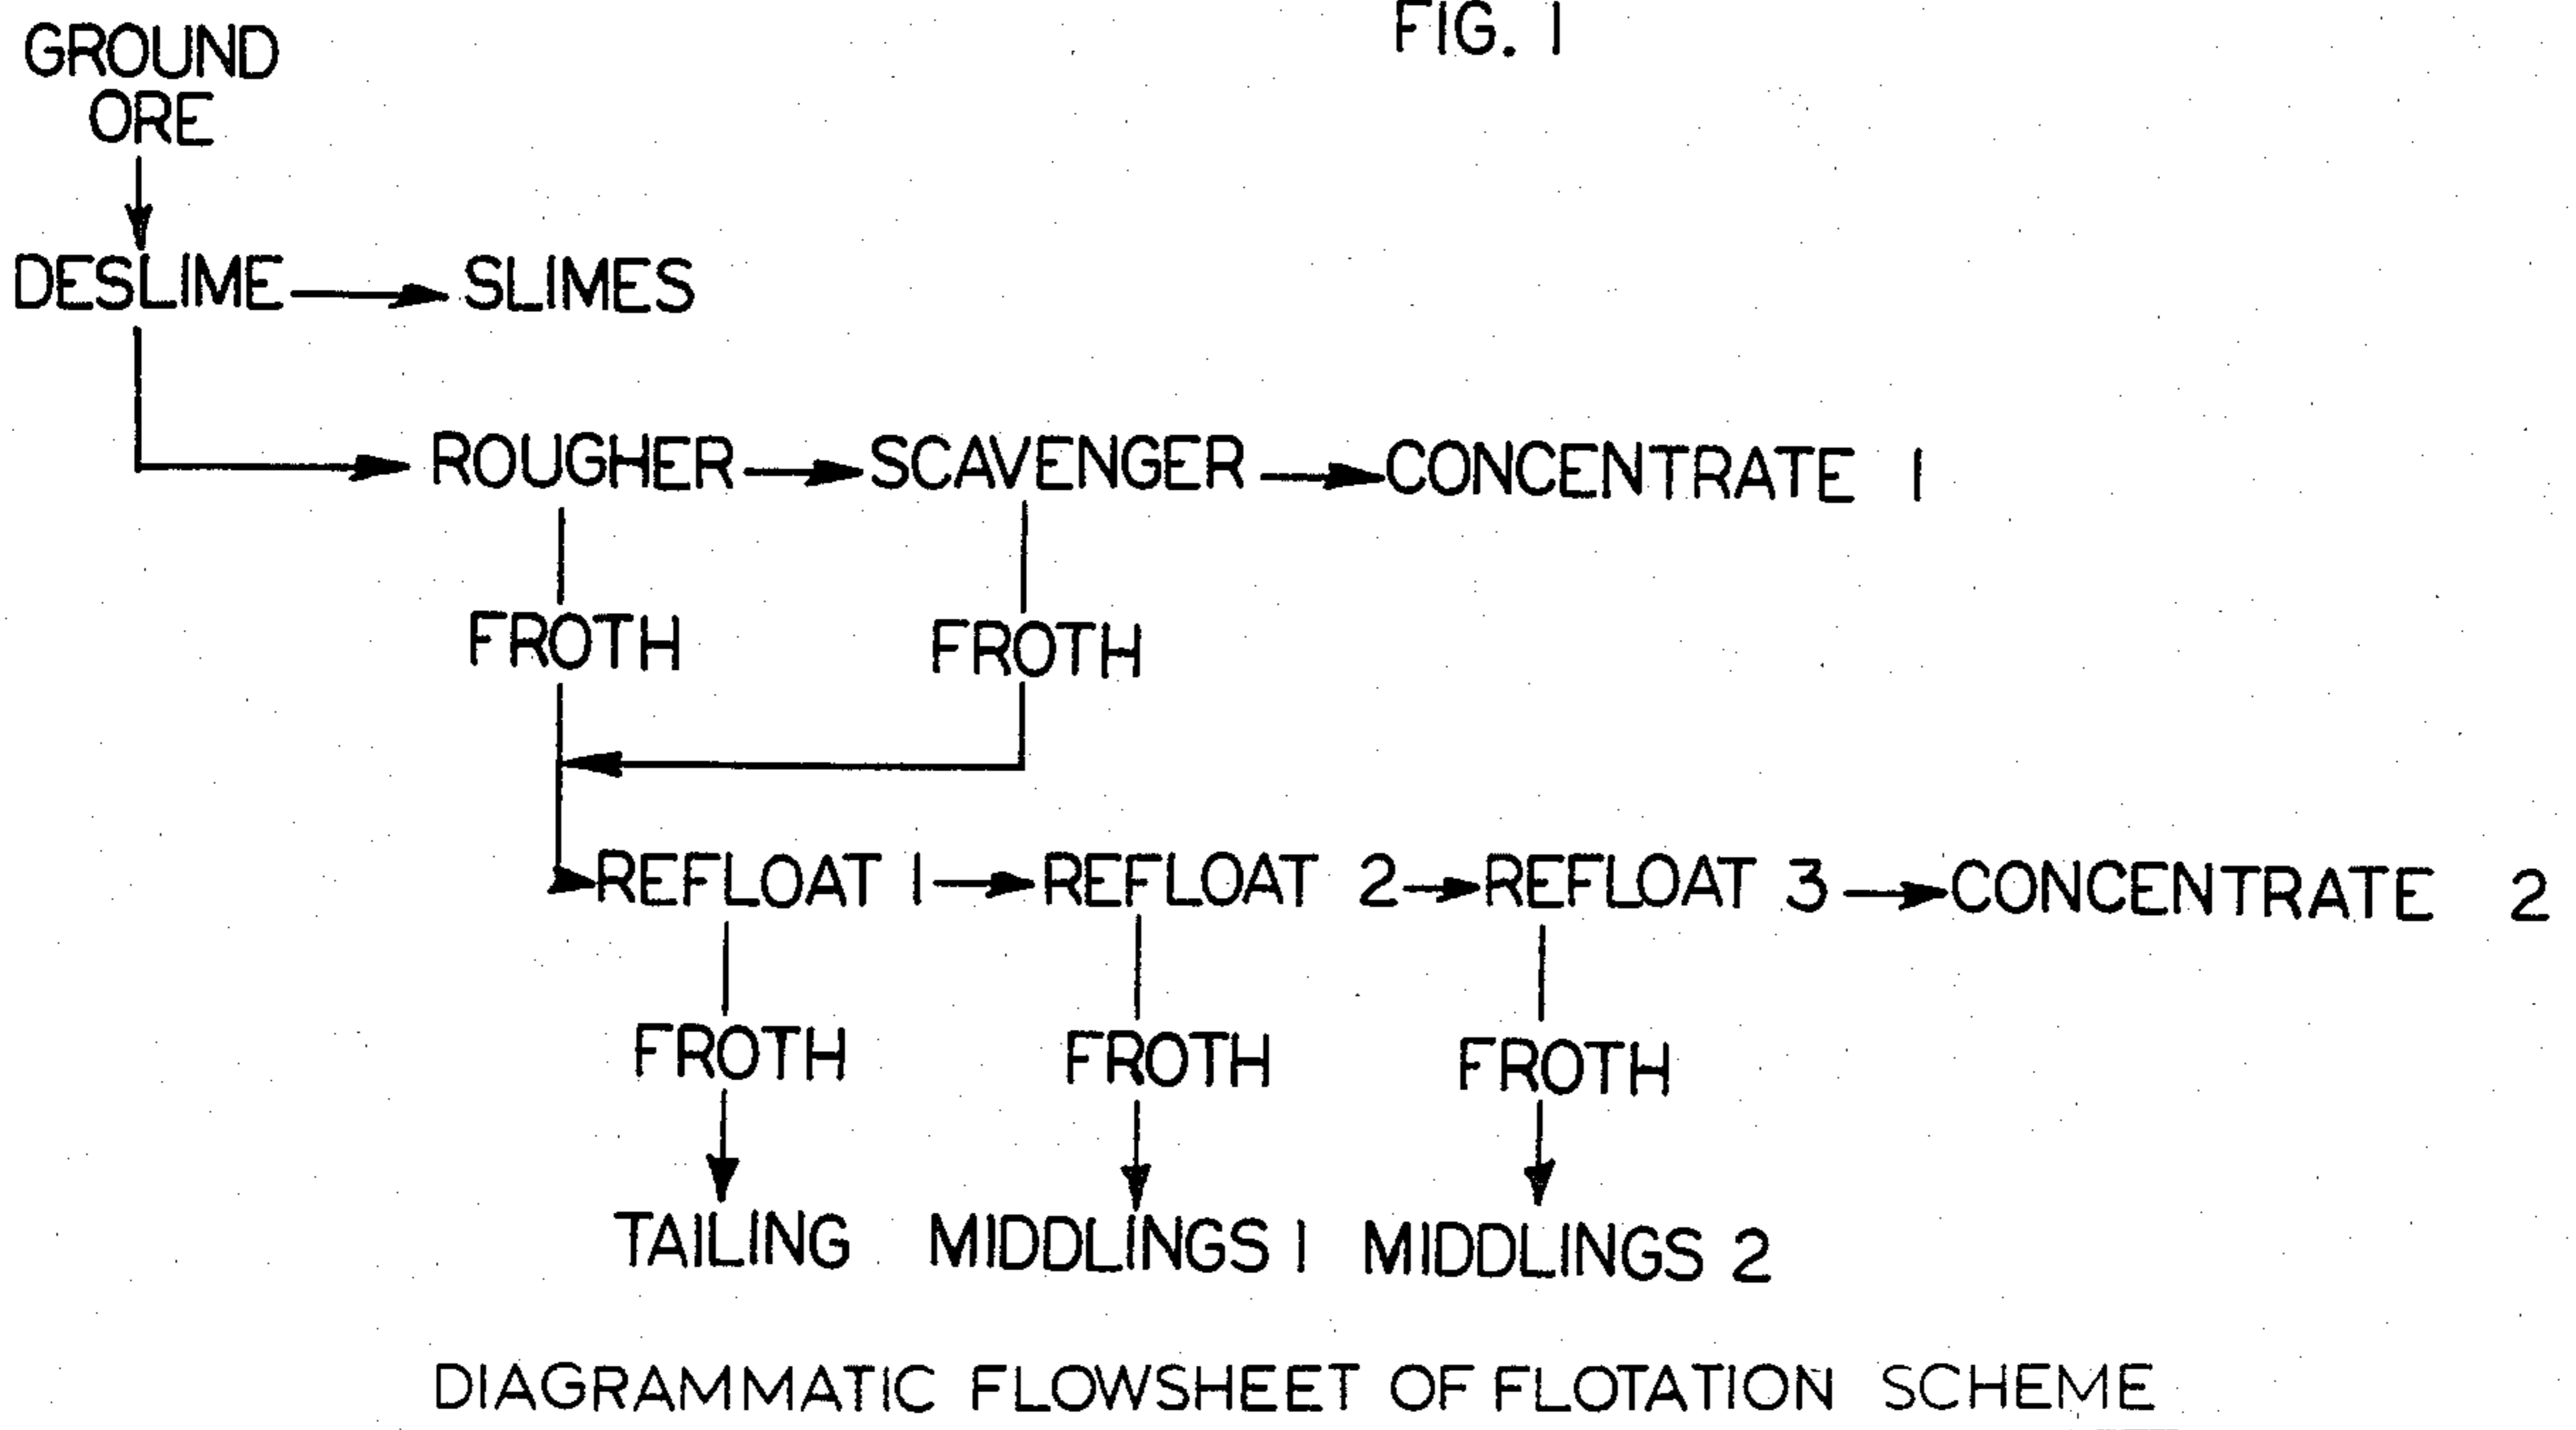 FIG. 1
GROUND
ORE
DESLIME SLIMES
ROUGHER SCAVENGER CONCENTRATE 1
FROTH FROTH
REFLOAT 1 REFLOAT 2 REFLOAT 3 CONCENTRATE 2
FROTH FROTH FROTH
TAILING MIDDLINGS 1 MIDDLINGS 2
DIAGRAMMATIC FLOWSHEET OF FLOTATION SCHEME